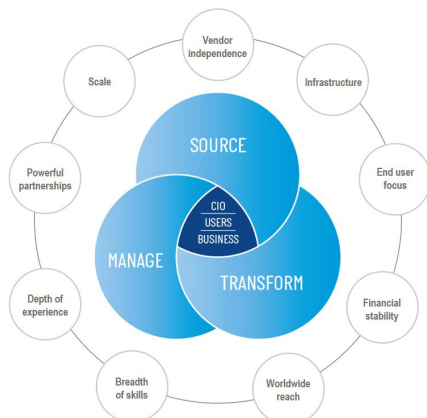 Vendor
independence
Scale
Infrastructure
SOURCE
Powerful
partnerships
End user
focus
CIO
USERS
BUSINESS
MANAGE
TRANSFORM
Depth of
experience
Financial
stability
Breadth
of skills
Worldwide
reach